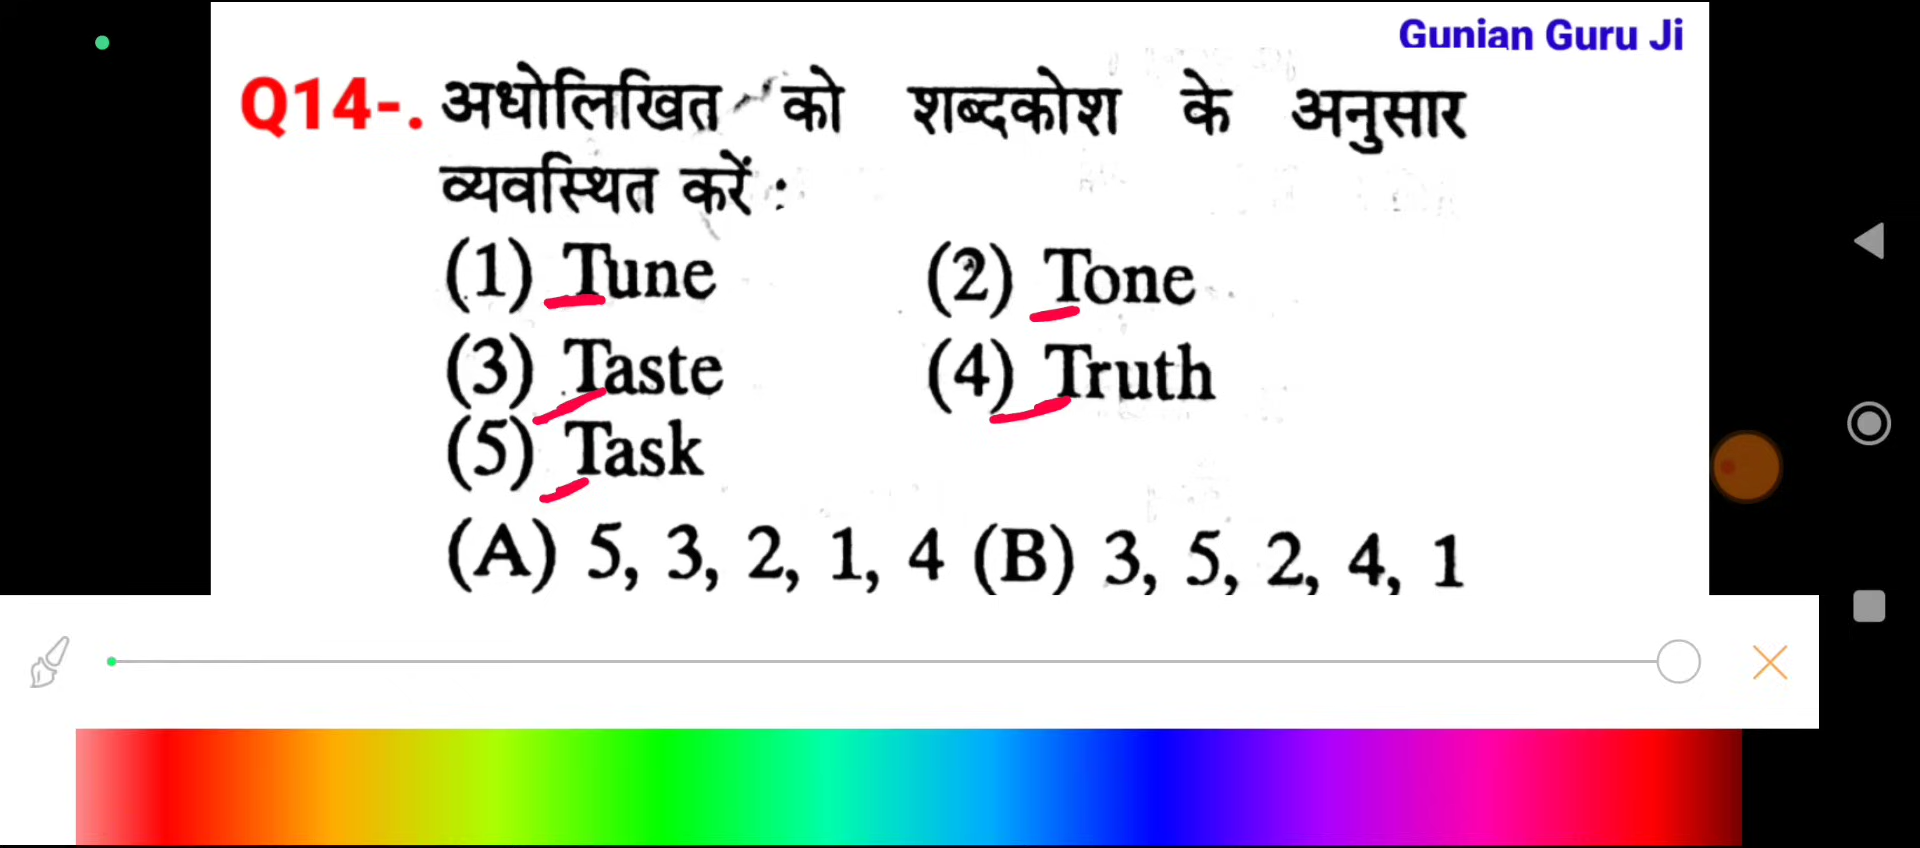 Gunian Guru Ji
Q14-. अधोलिखित को शब्दकोश के अनुसार
व्यवस्थित करें :
(1) Tune (2) Tone
(3) Taste (4) Truth
(5) Task
(A) 5, 3, 2, 1, 4 (B) 3, 5, 2, 4, 1